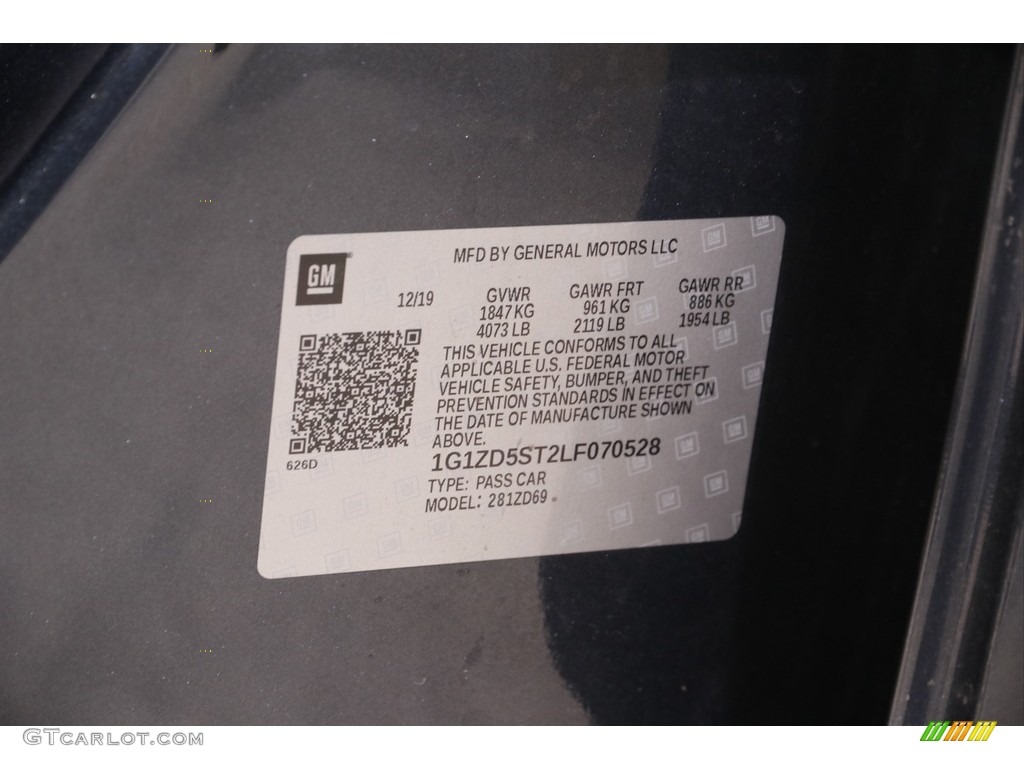 GM
MFD BY GENERAL MOTORS LLC
12/19
GVWR
1847 KG
4073 LB
GAWR FRT
961 KG
2119 LB
GAWR RR
886 KG
1954 LB
THIS VEHICLE CONFORMS TO ALL
APPLICABLE U.S. FEDERAL MOTOR
VEHICLE SAFETY, BUMPER, AND THEFT
PREVENTION STANDARDS IN EFFECT ON
THE DATE OF MANUFACTURE SHOWN
ABOVE.
626D
1G1ZD5ST2LF070528
TYPE: PASS CAR
MODEL: 281ZD69
GTCARLOT.COM